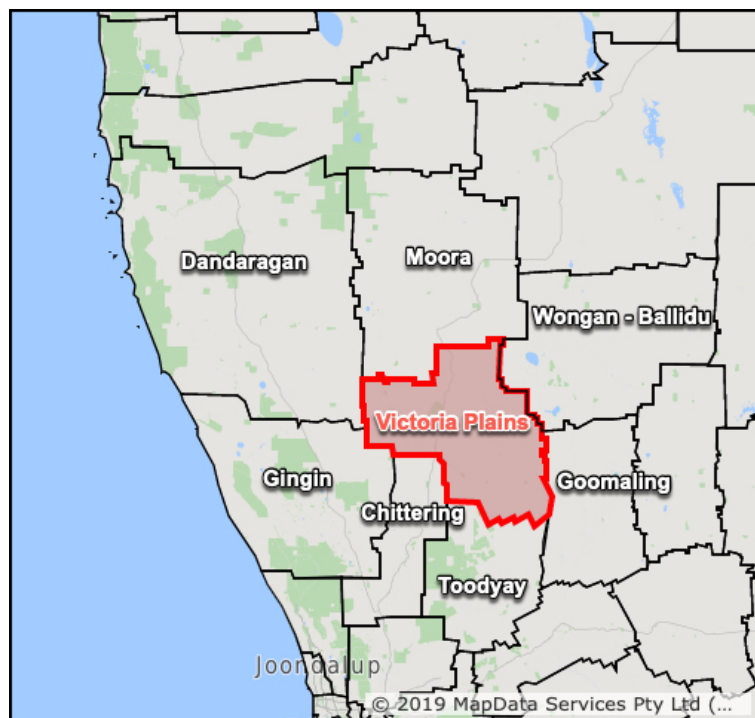 Dandaragan
Moora
Wongan - Ballidu
Victoria Plains
Gingin
Goomaling
Chittering
Toodyay
Joondalup
© 2019 MapData Services Pty Ltd (...